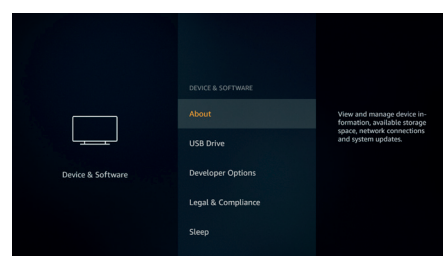 Device & Software
DEVICE & SOFTWARE
About
USB Drive
Developer Options
Legal & Compliance
Sleep
View and manage device in-
formation, available storage
space, network connections
and system updates.